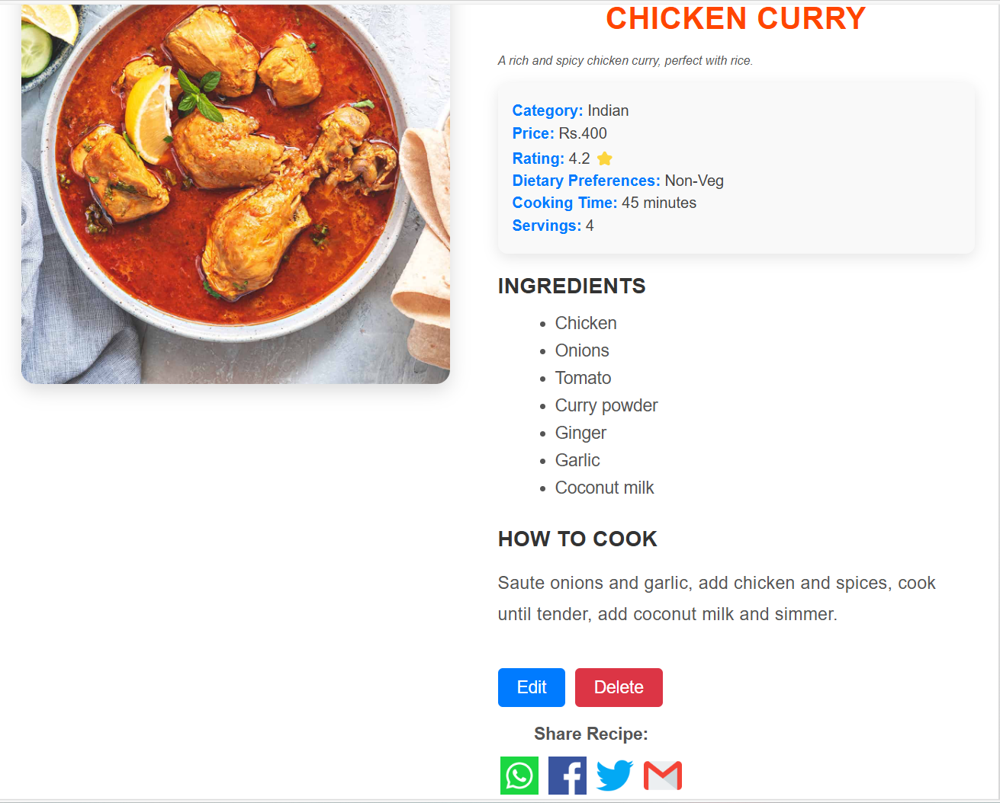 CHICKEN CURRY
A rich and spicy chicken curry, perfect with rice.
Category: Indian
Price: Rs.400
Rating: 4.2
Dietary Preferences: Non-Veg
Cooking Time: 45 minutes
Servings: 4
INGREDIENTS
Chicken
Onions
Tomato
Curry powder
Ginger
Garlic
Coconut milk
HOW TO COOK
Saute onions and garlic, add chicken and spices, cook
until tender, add coconut milk and simmer.
Edit Delete
Share Recipe: